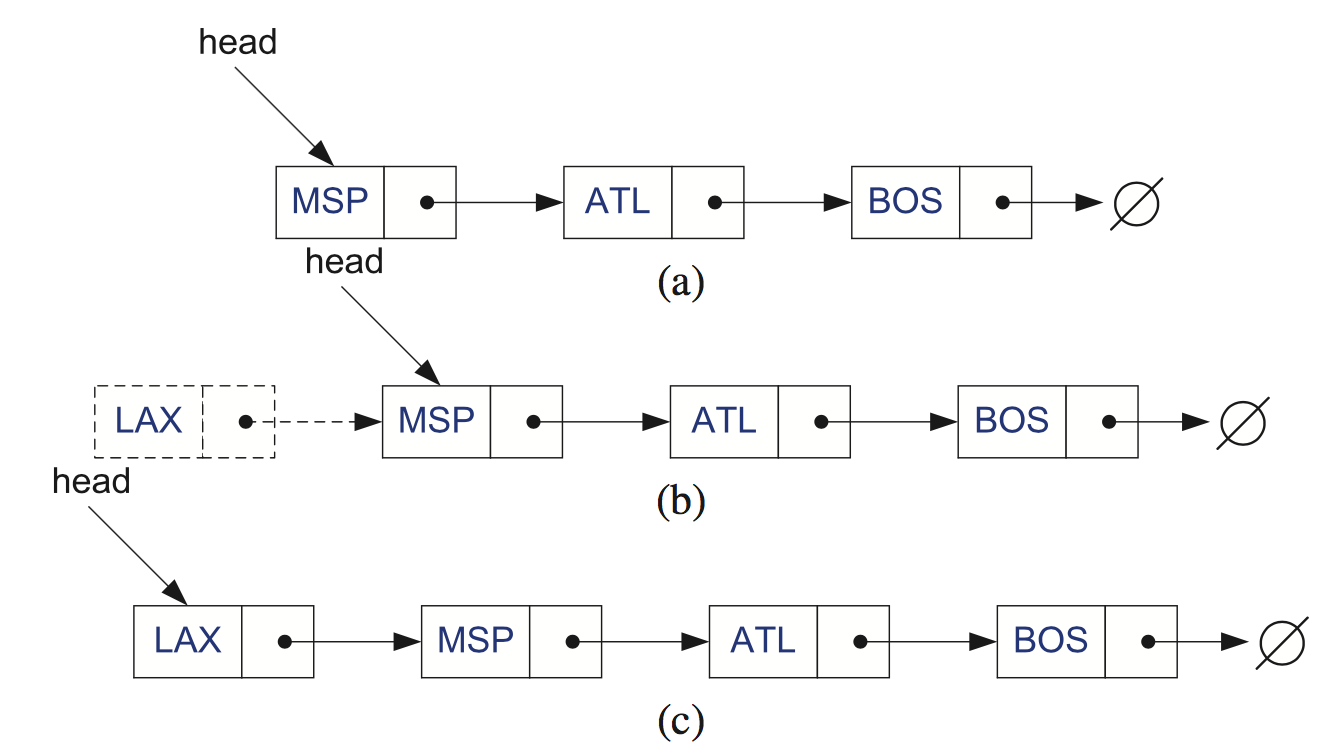 head
MSP ATL BOS
head
(a)
LAX MSP ATL BOS
head
(b)
LAX MSP ATL BOS
(c)